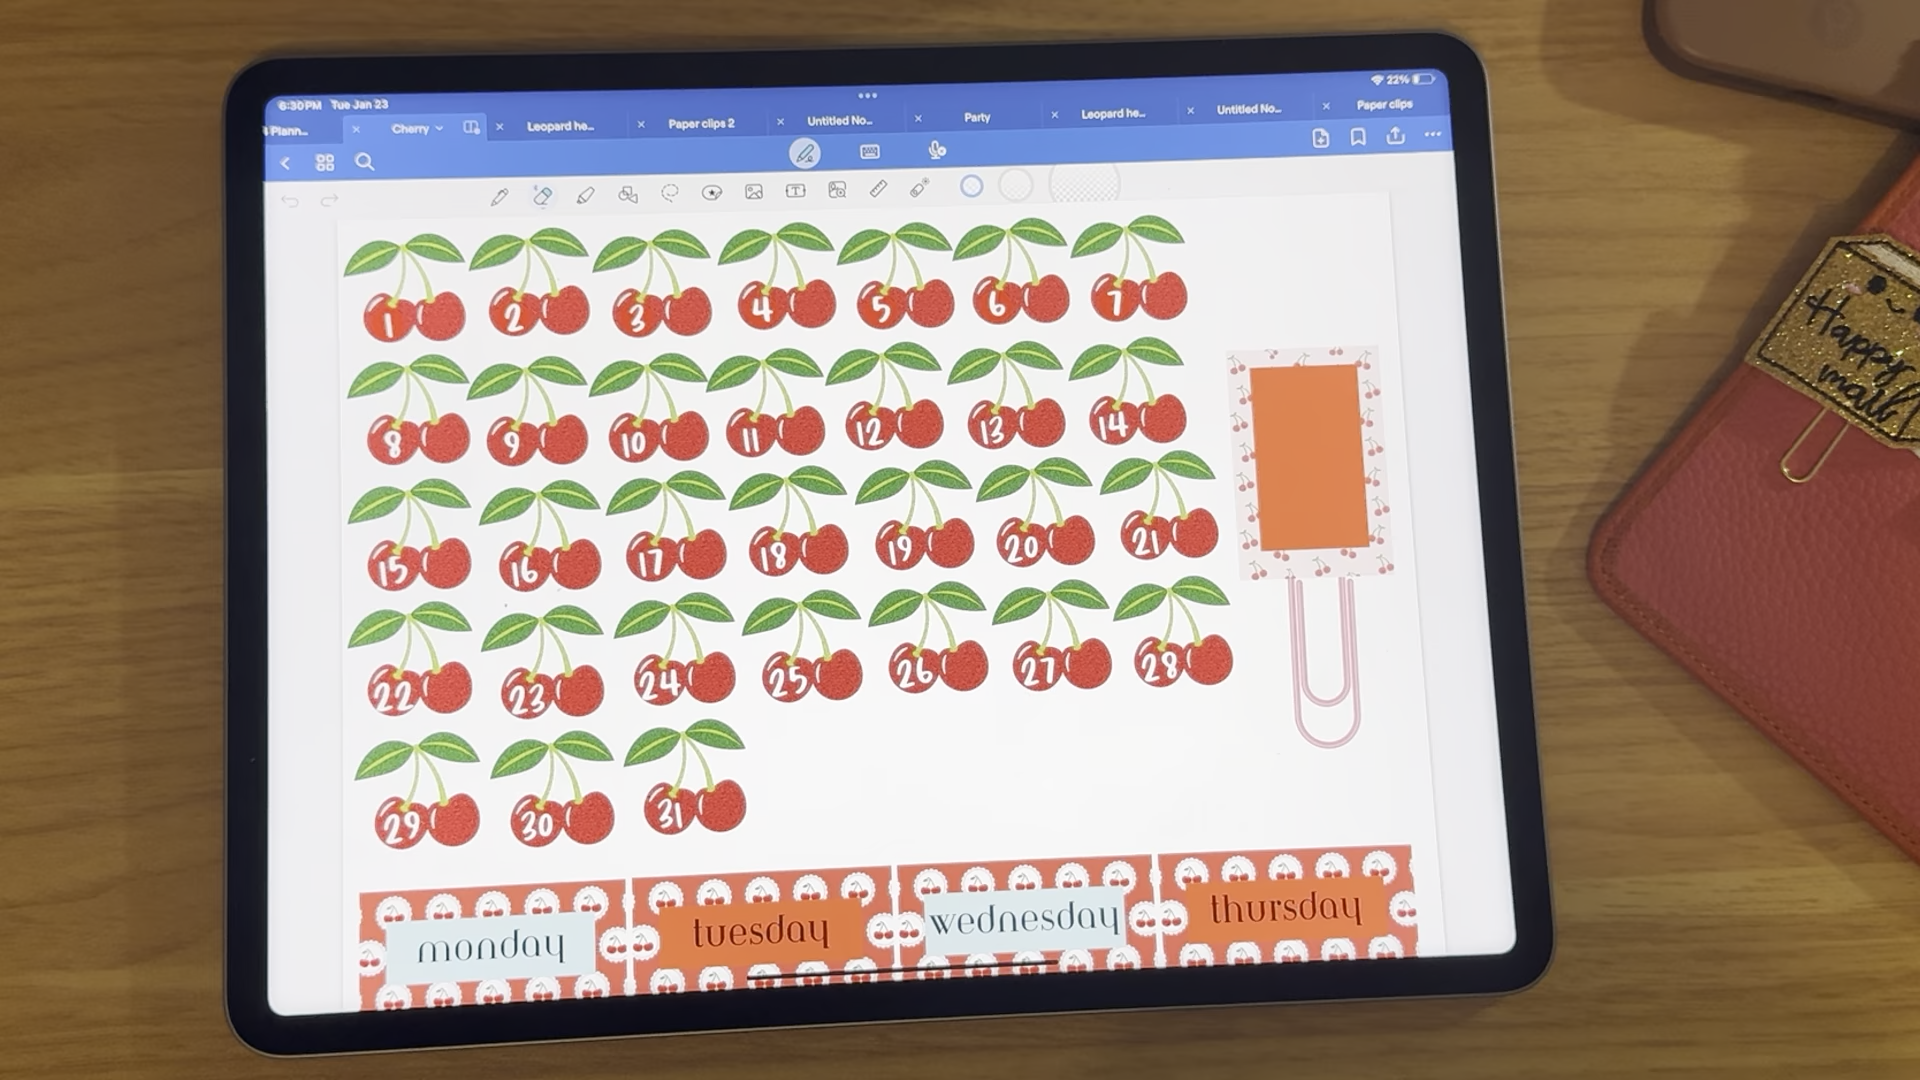 6:30PM Tue Jan 23
22%
Plann...
Cherry
Leopard he...
Paper clips 2
Untitled No...
Party
Leopard he...
Untitled No...
Paper clips
1 2 3 4 5 6 7
8 9 10 11 12 13 14
15 16 17 18 19 20 21
22 23 24 25 26 27 28
29 30 31
monday
tuesday
wednesday
thursday
Happy
mail